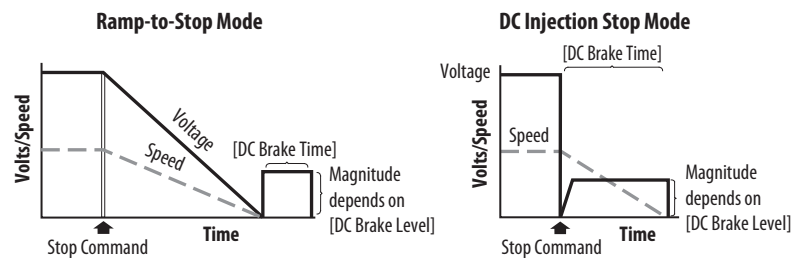 Ramp-to-Stop Mode
Volts/Speed
Voltage
Speed
[DC Brake Time]
Magnitude
depends on
[DC Brake Level]
Stop Command
Time
DC Injection Stop Mode
[DC Brake Time]
Voltage
Volts/Speed
Speed
Magnitude
depends on
[DC Brake Level]
Stop Command
Time